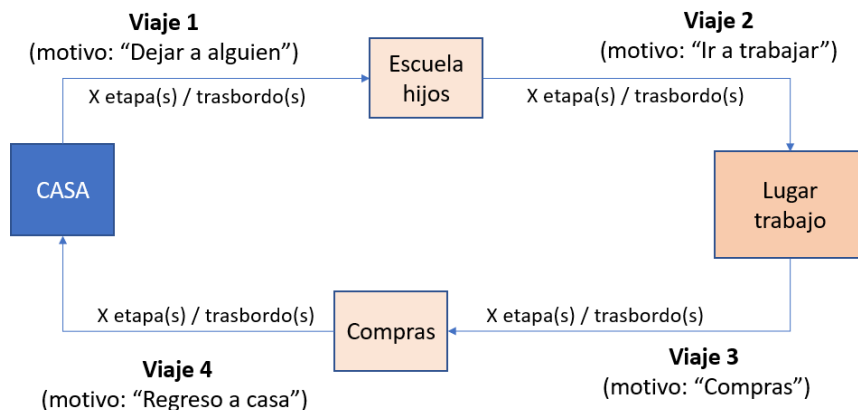 Viaje 1
(motivo: “Dejar a alguien”)
Viaje 2
(motivo: “Ir a trabajar”)
Escuela
hijos
X etapa(s) / trasbordo(s)
X etapa(s) / trasbordo(s)
CASA
Lugar
trabajo
X etapa(s) / trasbordo(s)
Compras
X etapa(s) / trasbordo(s)
Viaje 4
(motivo: “Regreso a casa”)
Viaje 3
(motivo: “Compras”)